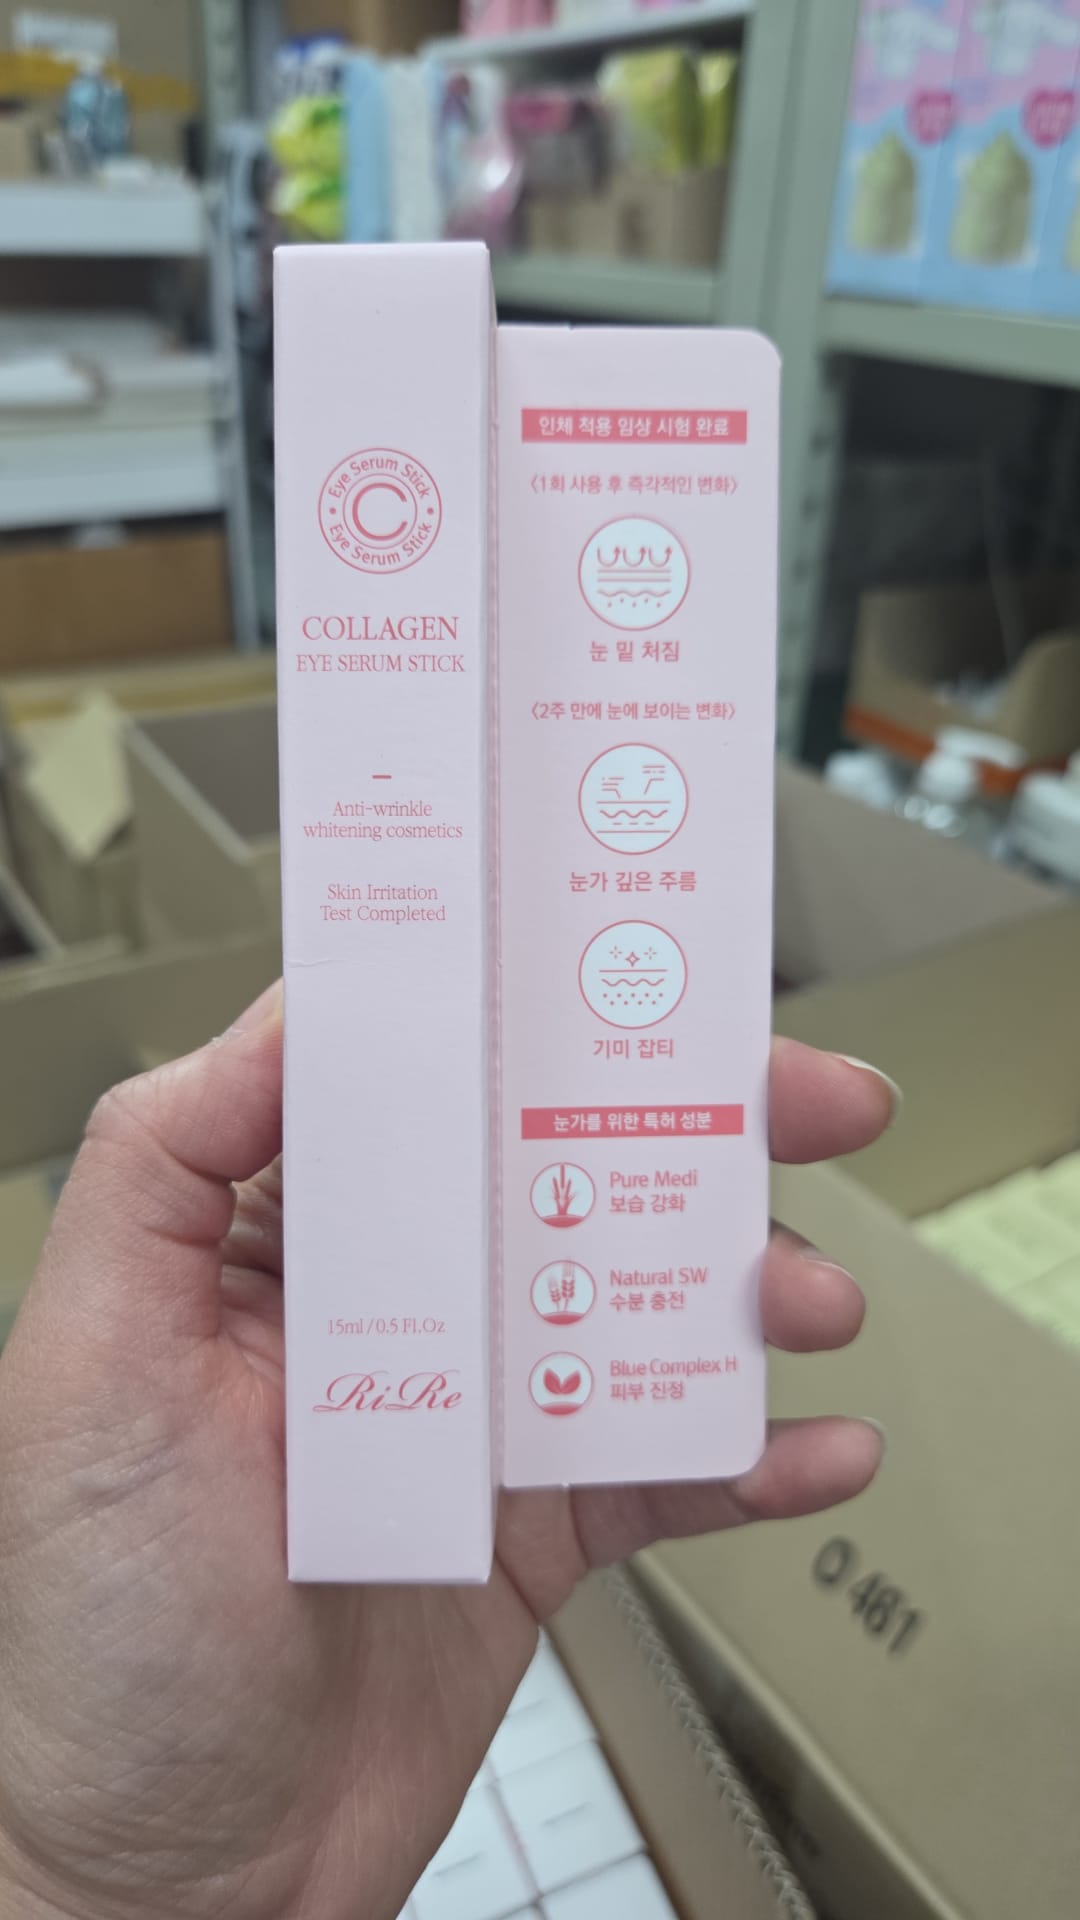 Eye Serum Stick
C
Eye Serum Stick
COLLAGEN
EYE SERUM STICK
Anti-wrinkle
whitening cosmetics
Skin Irritation
Test Completed
15ml / 0.5 Fl.Oz
RiRe
인체 적용 임상 시험 완료
<1회 사용 후 즉각적인 변화>
눈 밑 처짐
<2주 만에 눈에 보이는 변화>
눈가 깊은 주름
기미 잡티
눈가를 위한 특허 성분
Pure Medi
보습 강화
Natural SW
수분 충전
Blue Complex H
피부 진정
Q 461